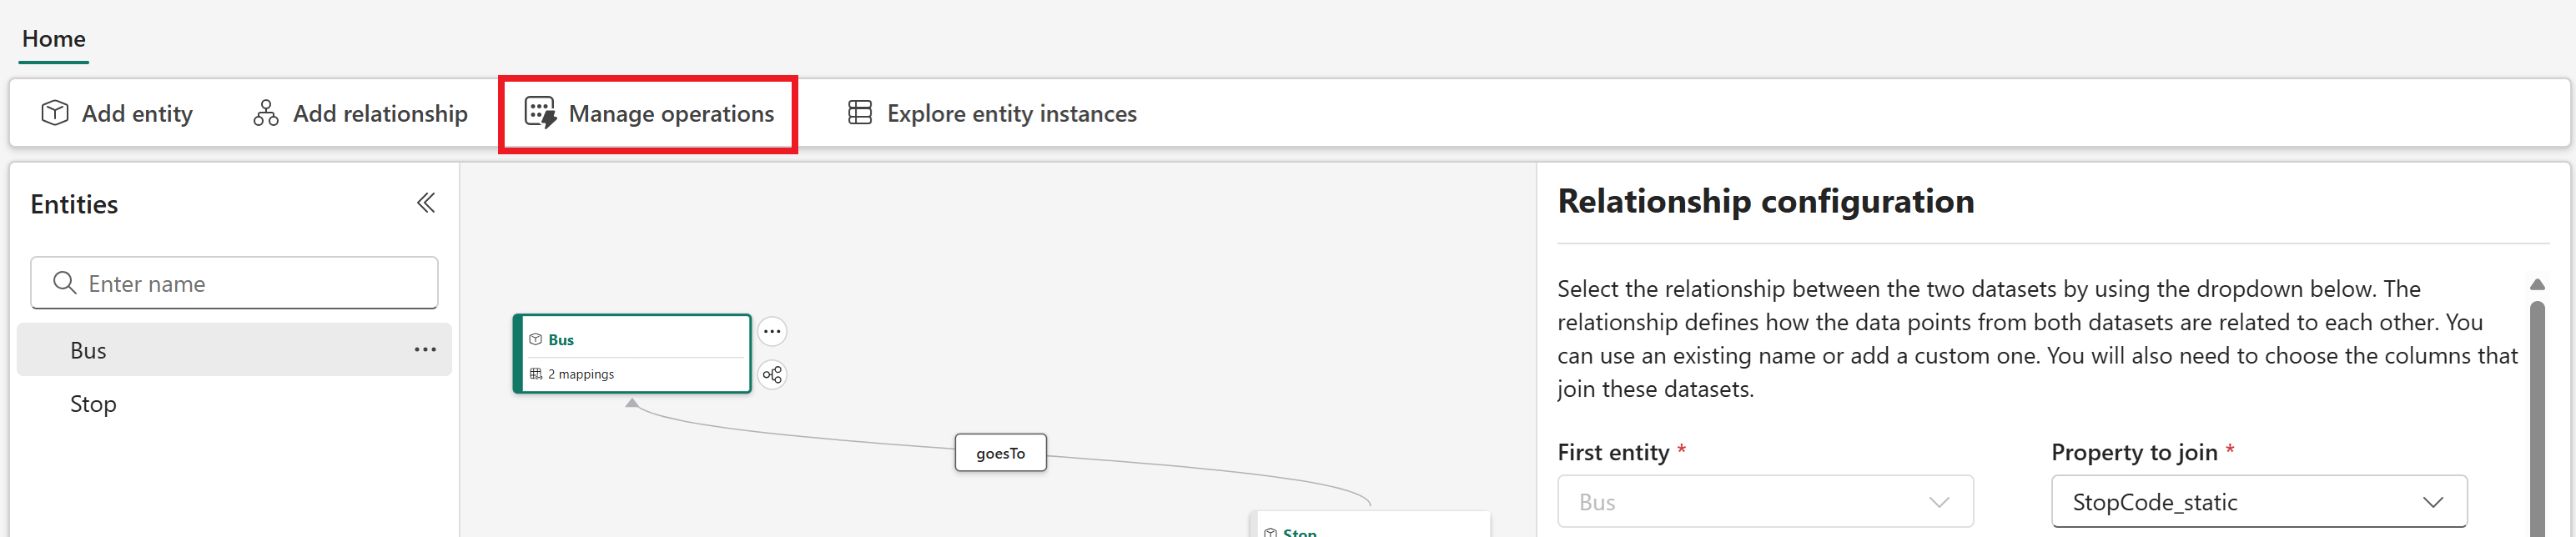 Home
Add entity
Add relationship
Manage operations
Explore entity instances
Entities
Enter name
Bus
Stop
Bus
2 mappings
goesTo
Stop
Relationship configuration
Select the relationship between the two datasets by using the dropdown below. The
relationship defines how the data points from both datasets are related to each other. You
can use an existing name or add a custom one. You will also need to choose the columns that
join these datasets.
First entity *
Property to join *
Bus
StopCode_static